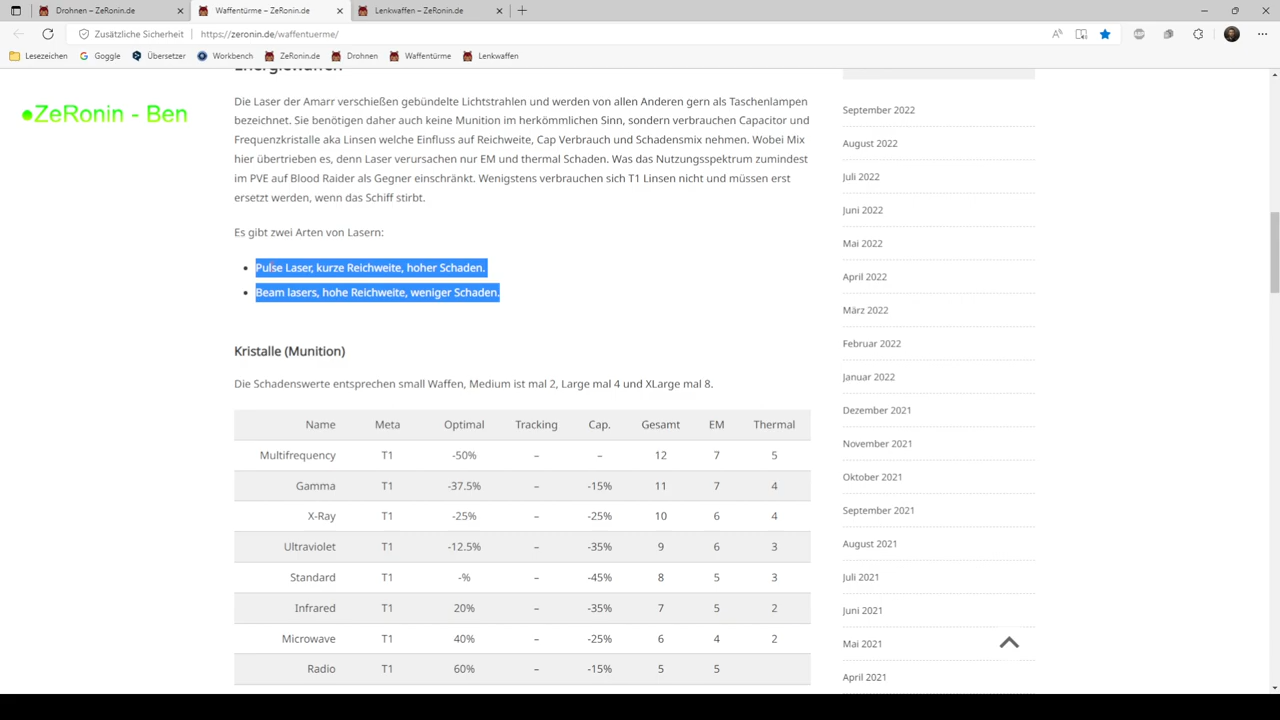 Drohnen – ZeRonin.de
Waffentürme – ZeRonin.de
Lenkwaffen – ZeRonin.de
Zusätzliche Sicherheit
https://zeronin.de/waffentuerme/
Lesezeichen
Goggle
Übersetzer
Workbench
ZeRonin.de
Drohnen
Waffentürme
Lenkwaffen
Energiewaffen
ZeRonin - Ben
Die Laser der Amarr verschießen gebündelte Lichtstrahlen und werden von allen Anderen gern als Taschenlampen
bezeichnet. Sie benötigen daher auch keine Munition im herkömmlichen Sinn, sondern verbrauchen Capacitor und
Frequenzkristalle aka Linsen welche Einfluss auf Reichweite, Cap Verbrauch und Schadensmix nehmen. Wobei Mix
hier übertrieben es, denn Laser verursachen nur EM und thermal Schaden. Was das Nutzungsspektrum zumindest
im PVE auf Blood Raider als Gegner einschränkt. Wenigstens verbrauchen sich T1 Linsen nicht und müssen erst
ersetzt werden, wenn das Schiff stirbt.
Es gibt zwei Arten von Lasern:
• Pulse Laser, kurze Reichweite, hoher Schaden.
• Beam lasers, hohe Reichweite, weniger Schaden.
Kristalle (Munition)
Die Schadenswerte entsprechen small Waffen, Medium ist mal 2, Large mal 4 und XLarge mal 8.
Name Meta Optimal Tracking Cap. Gesamt EM Thermal
Multifrequency T1 -50% – – 12 7 5
Gamma T1 -37.5% – -15% 11 7 4
X-Ray T1 -25% – -25% 10 6 4
Ultraviolet T1 -12.5% – -35% 9 6 3
Standard T1 -% – -45% 8 5 3
Infrared T1 20% – -35% 7 5 2
Microwave T1 40% – -25% 6 4 2
Radio T1 60% – -15% 5 5
September 2022
August 2022
Juli 2022
Juni 2022
Mai 2022
April 2022
März 2022
Februar 2022
Januar 2022
Dezember 2021
November 2021
Oktober 2021
September 2021
August 2021
Juli 2021
Juni 2021
Mai 2021
April 2021